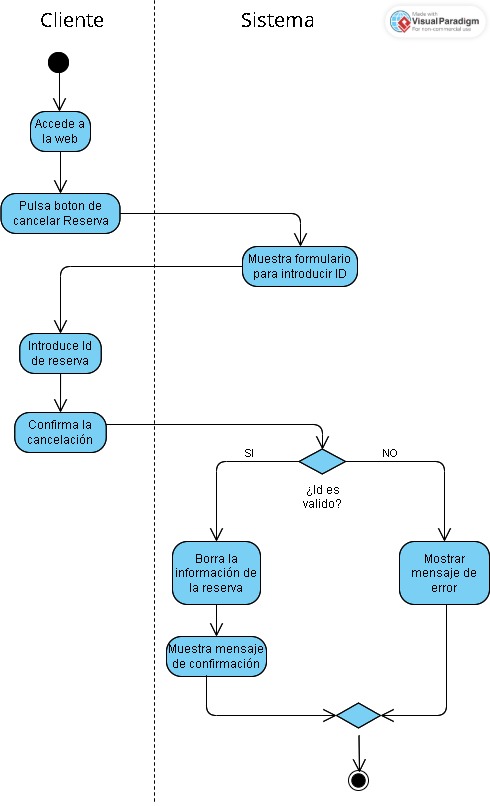 Cliente
Sistema
Made with
Visual Paradigm
For non-commercial use
Accede a
la web
Pulsa boton de
cancelar Reserva
Muestra formulario
para introducir ID
Introduce Id
de reserva
Confirma la
cancelación
SI
NO
¿Id es
valido?
Borra la
información de
la reserva
Mostrar
mensaje de
error
Muestra mensaje
de confirmación